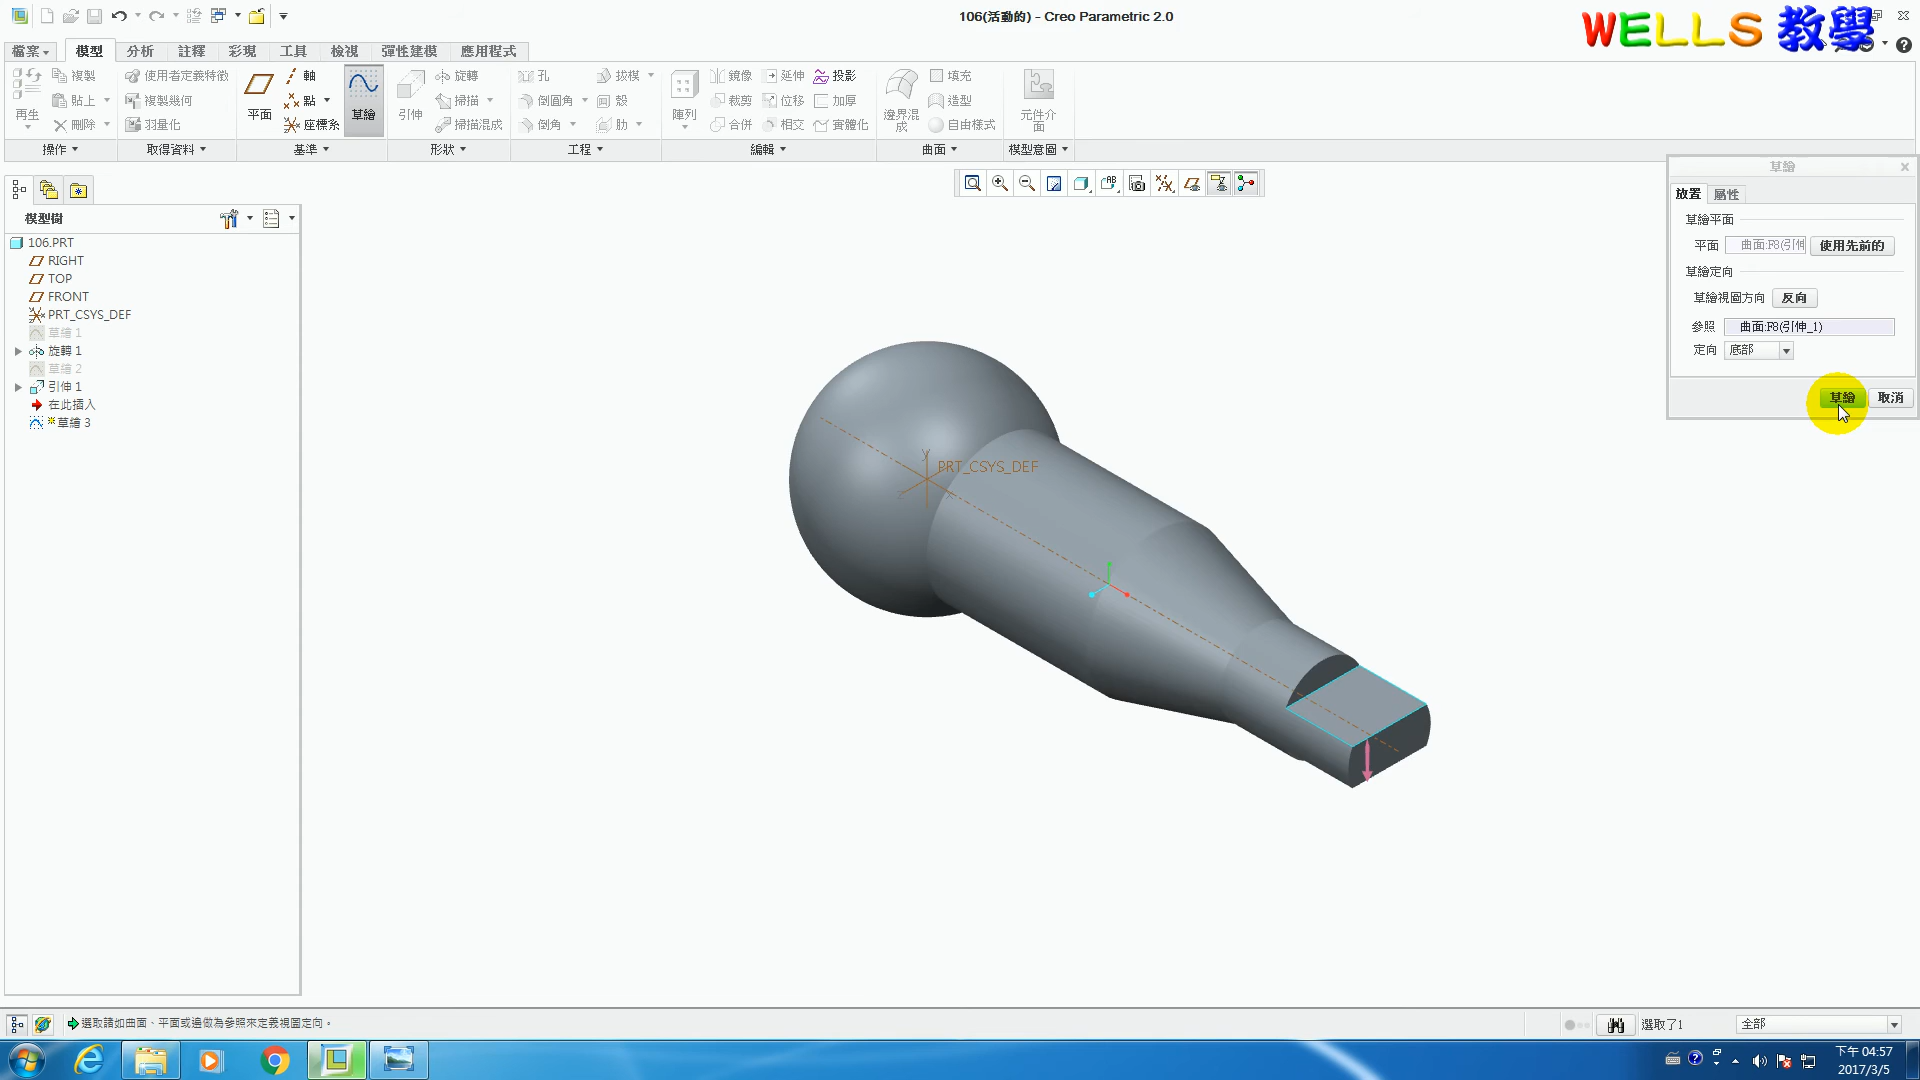 106(活動的) - Creo Parametric 2.0
WELLS 教學
檔案 模型 分析 註釋 彩現 工具 檢視 彈性建模 應用程式
再生 複製 貼上 刪除
使用者定義特徵 複製幾何 羽量化
平面 軸 點 座標系 草繪
引伸 旋轉 掃描 掃描混成
孔 倒圓角 倒角 拔模 殼 肋
陣列 鏡像 延伸 投影
裁剪 位移 加厚
合併 相交 實體化
邊界混成 填充 造型 自由樣式
元件介面
操作 取得資料 基準 形狀 工程 編輯 曲面 模型意圖
模型樹
106.PRT
RIGHT
TOP
FRONT
PRT_CSYS_DEF
草繪 1
旋轉 1
草繪 2
引伸 1
在此插入
草繪 3
PRT_CSYS_DEF
草繪
放置 屬性
草繪平面
平面 曲面:F8(引伸 使用先前的
草繪定向
草繪視圖方向 反向
參照 曲面:F8(引伸_1)
定向 底部
草繪 取消
選取諸如曲面、平面或邊做為參照來定義視圖定向。
選取了1 全部
下午 04:57
2017/3/5